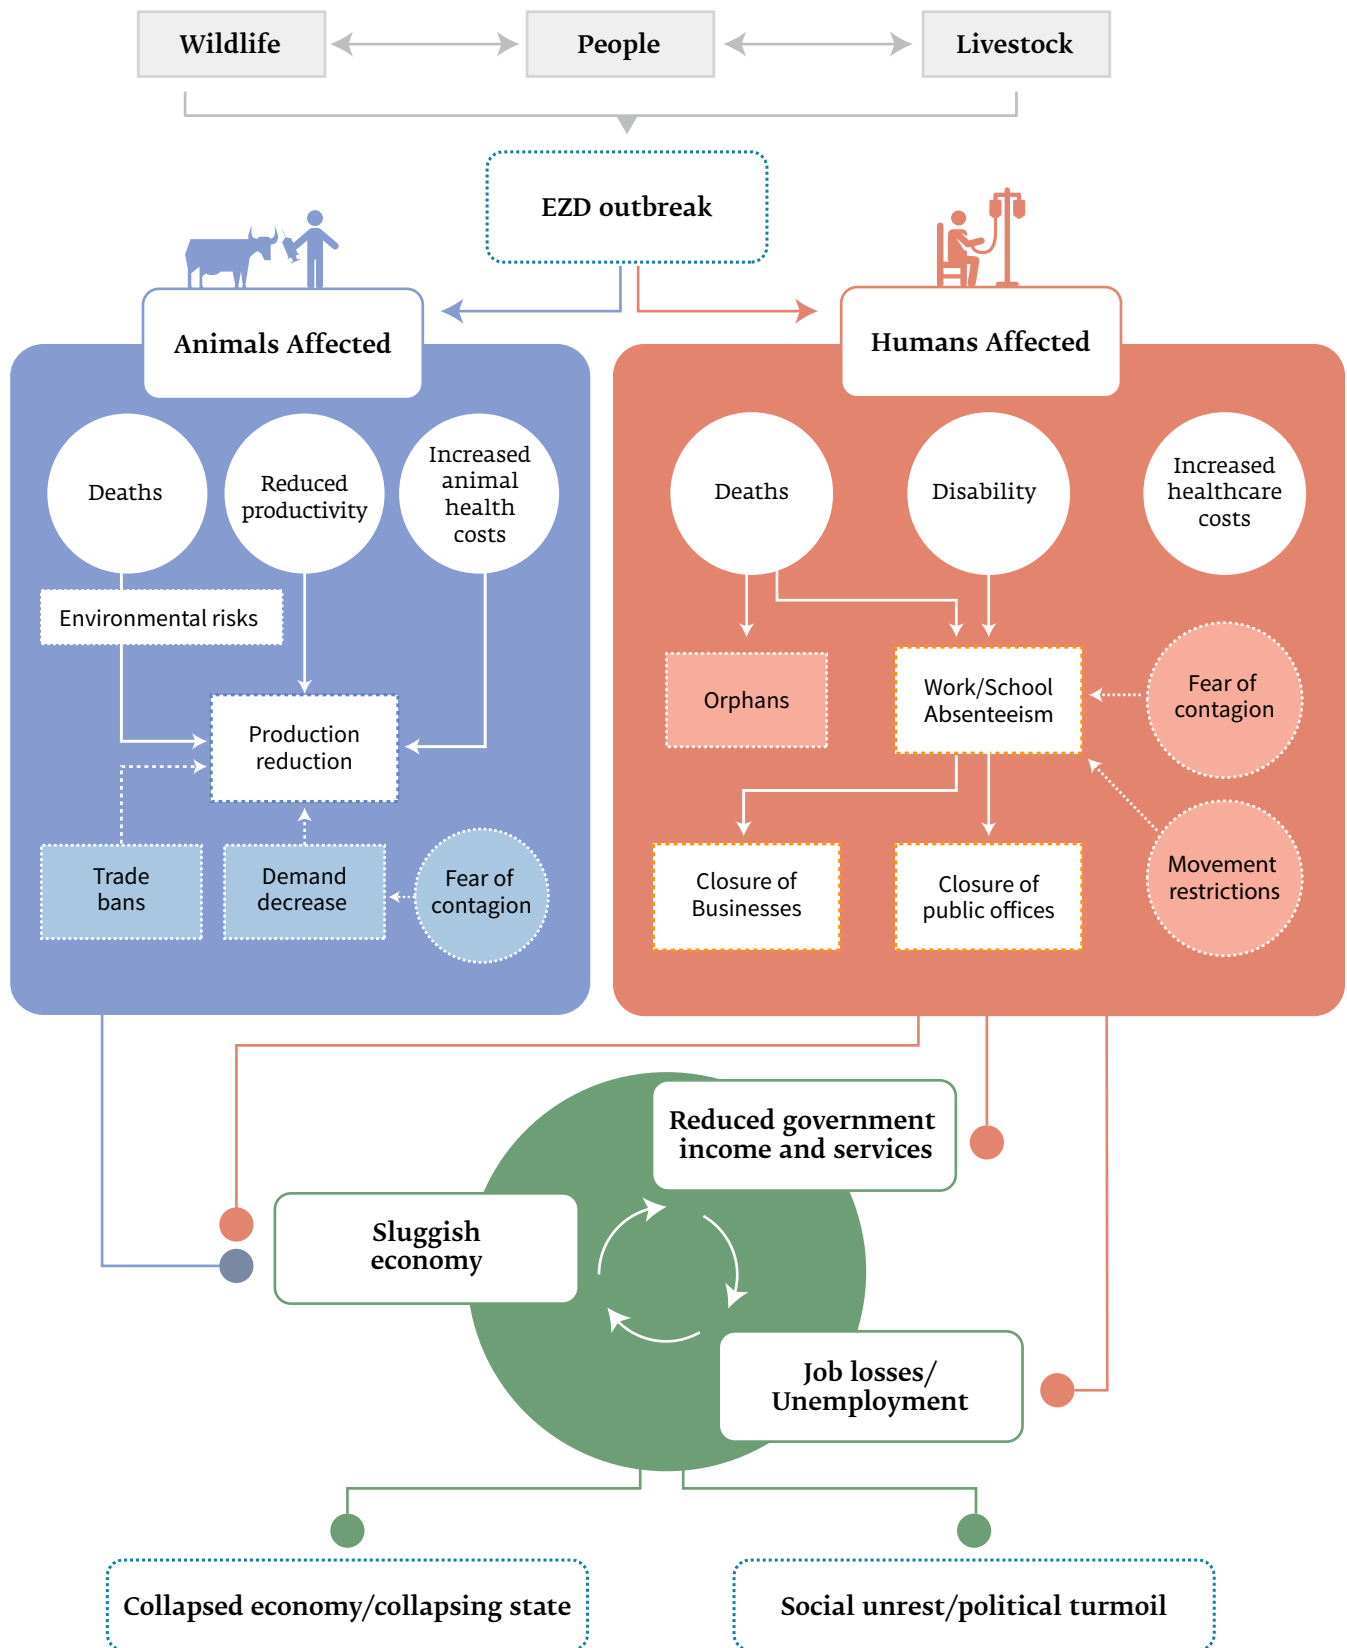 Wildlife
People
Livestock
EZD outbreak
Animals Affected
Humans Affected
Deaths
Reduced
productivity
Increased
animal
health
costs
Environmental risks
Production
reduction
Trade
bans
Demand
decrease
Fear of
contagion
Deaths
Disability
Increased
healthcare
costs
Orphans
Work/School
Absenteeism
Fear of
contagion
Closure of
Businesses
Closure of
public offices
Movement
restrictions
Reduced government
income and services
Sluggish
economy
Job losses/
Unemployment
Collapsed economy/collapsing state
Social unrest/political turmoil